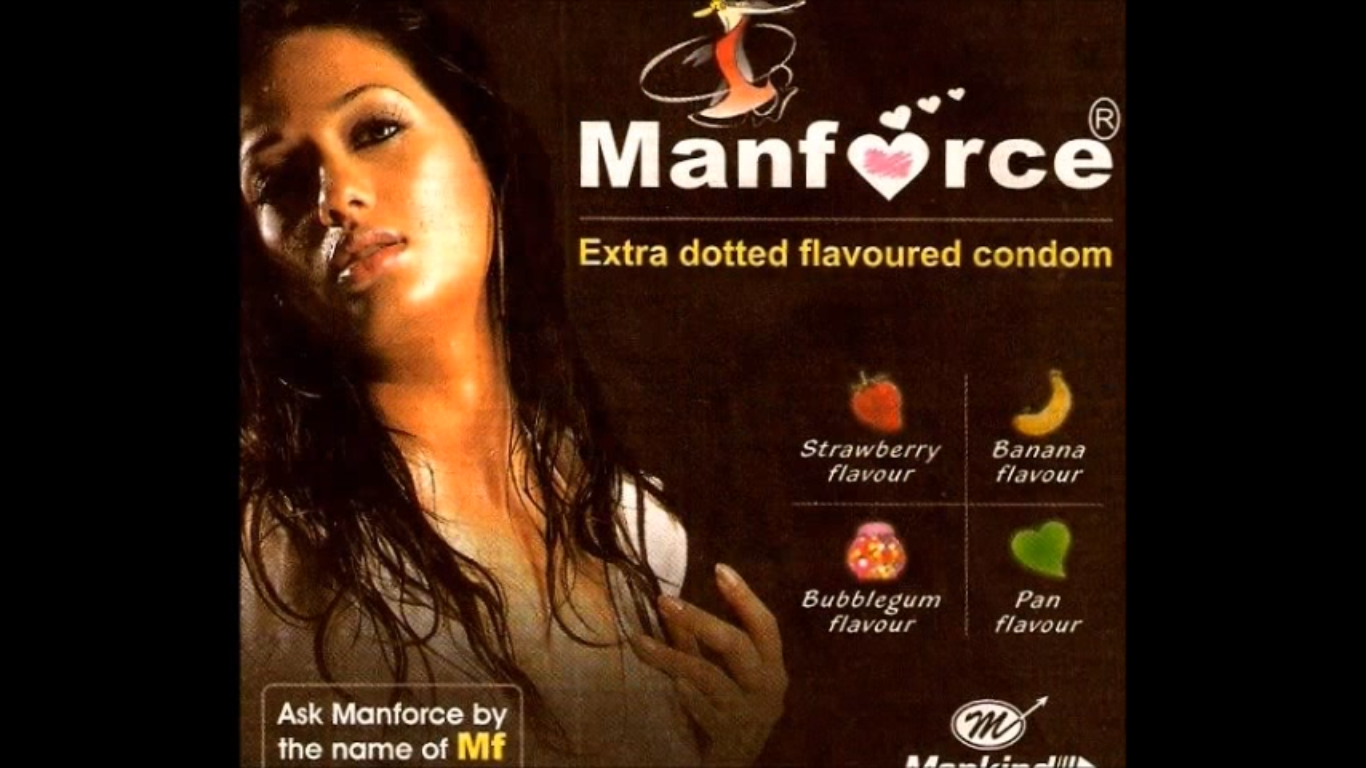 Manforce®
Extra dotted flavoured condom
Strawberry
flavour
Banana
flavour
Bubblegum
flavour
Pan
flavour
Ask Manforce by
the name of Mf
m
Mankind